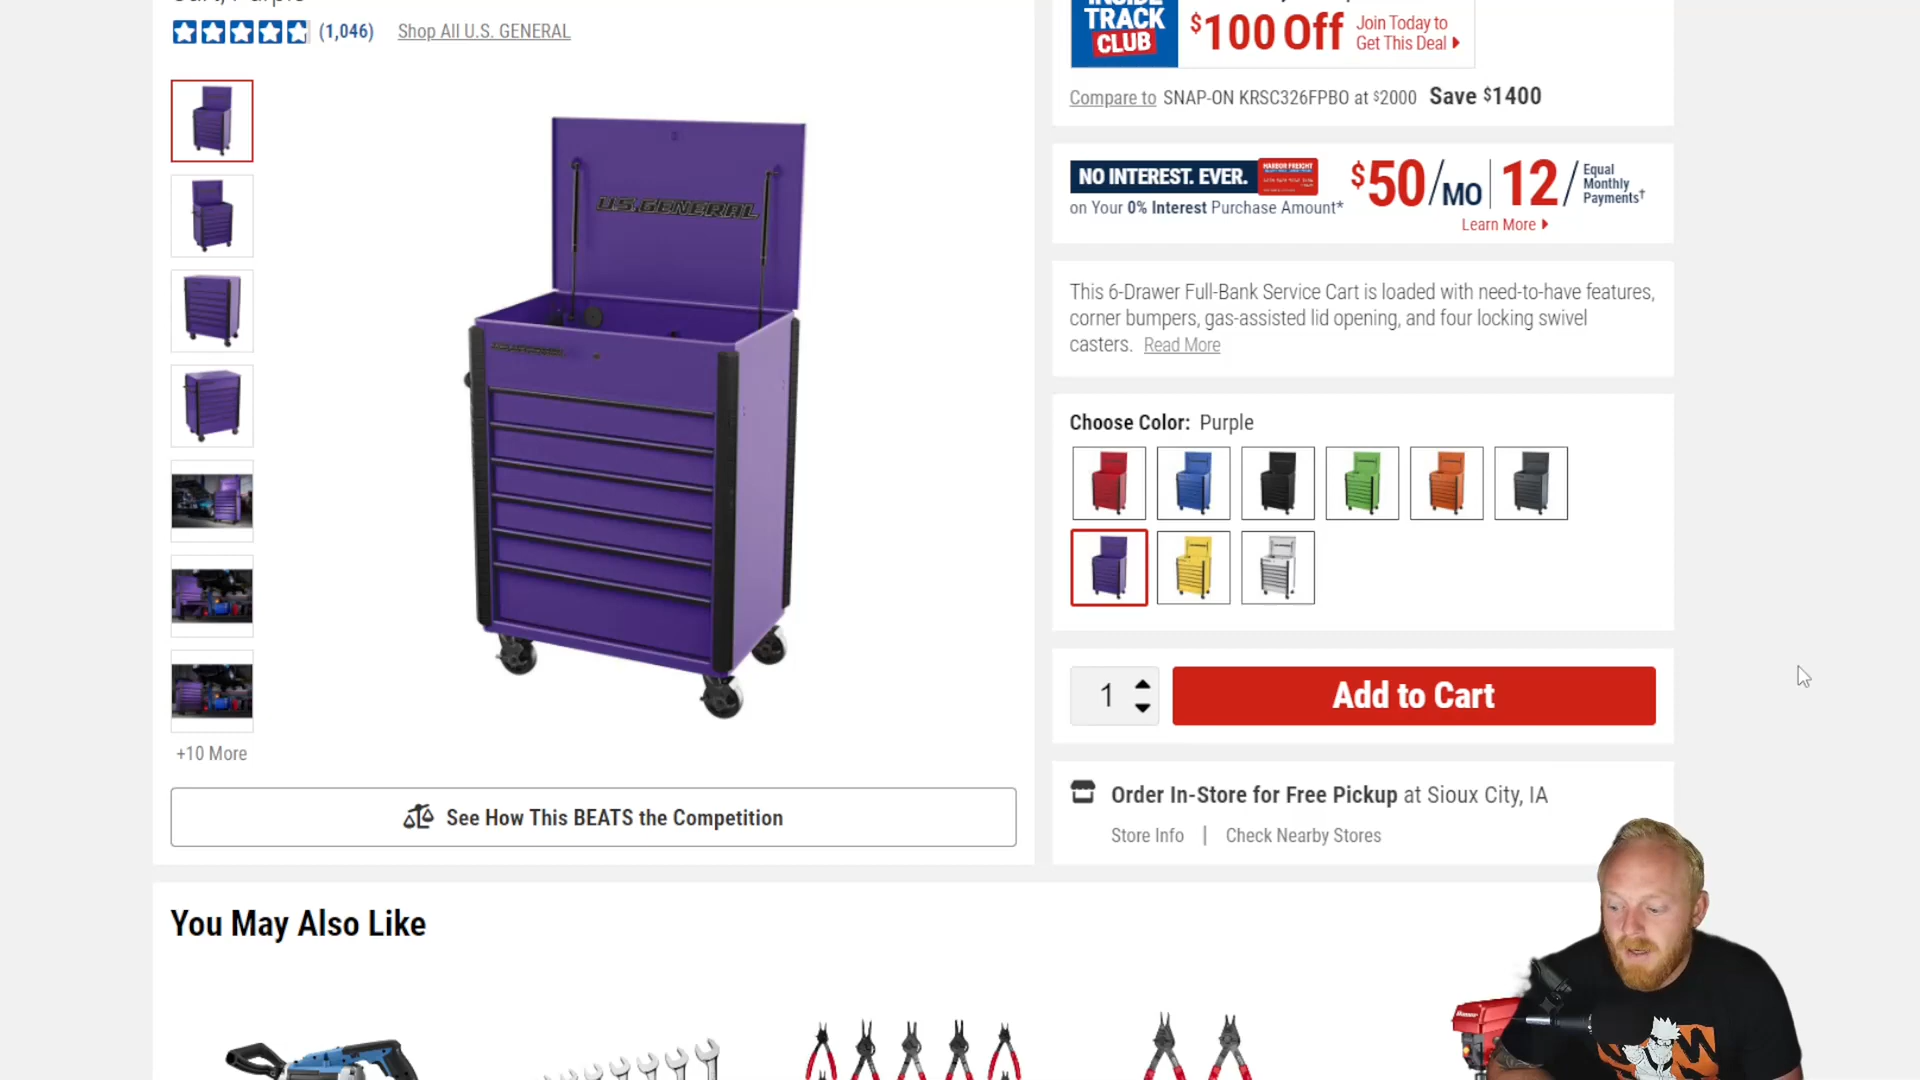 Cart, Purple
(1,046)
Shop All U.S. GENERAL
U.S.GENERAL
+10 More
See How This BEATS the Competition
INSIDE
TRACK
CLUB
$100 Off
Join Today to
Get This Deal
Compare to SNAP-ON KRSC326FPBO at $2000 Save $1400
NO INTEREST. EVER.
HARBOR FREIGHT
on Your 0% Interest Purchase Amount*
$50/MO
12/
Equal
Monthly
Payments†
Learn More
This 6-Drawer Full-Bank Service Cart is loaded with need-to-have features,
corner bumpers, gas-assisted lid opening, and four locking swivel
casters. Read More
Choose Color: Purple
1
Add to Cart
Order In-Store for Free Pickup at Sioux City, IA
Store Info | Check Nearby Stores
You May Also Like